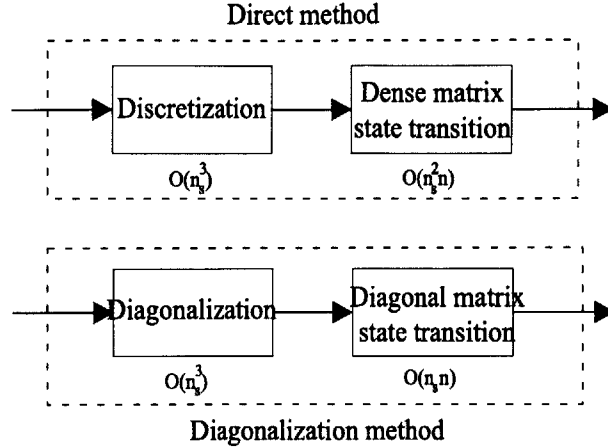 Direct method
Discretization
Dense matrix
state transition
O(n_s^3)
O(n_s^2 n)
Diagonalization
Diagonal matrix
state transition
O(n_s^3)
O(n_s n)
Diagonalization method